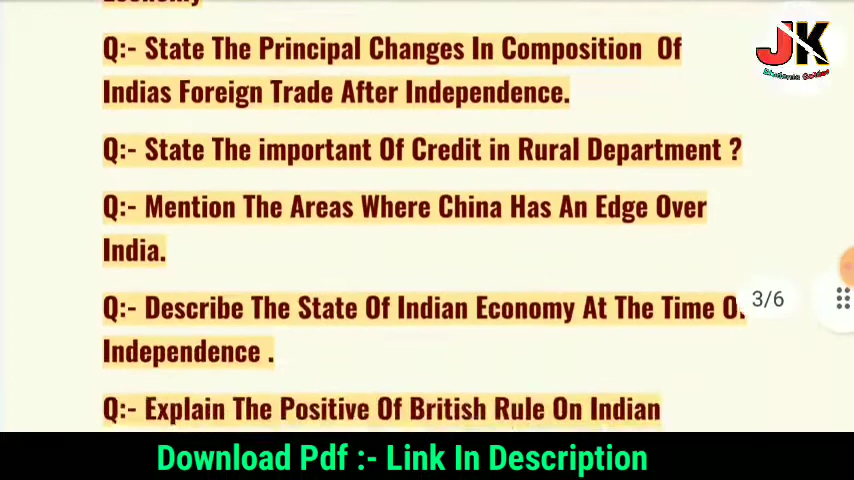 Economy
Q:- State The Principal Changes In Composition Of
JK
Indias Foreign Trade After Independence.
Q:- State The important Of Credit in Rural Department ?
Q:- Mention The Areas Where China Has An Edge Over
India.
Q:- Describe The State Of Indian Economy At The Time
3/6
Independence .
Q:- Explain The Positive Of British Rule On Indian
Download Pdf :- Link In Description